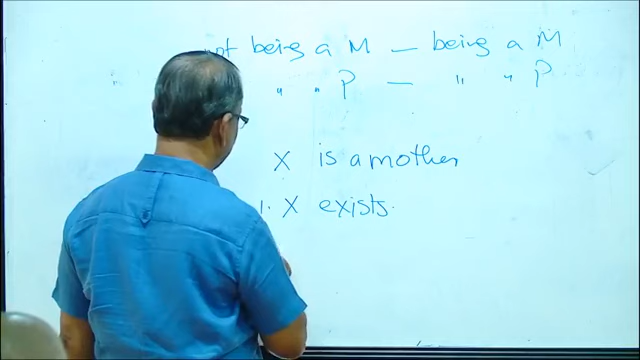 not being a M — being a M
" " P — " " P
X is a mother
1. X exists.